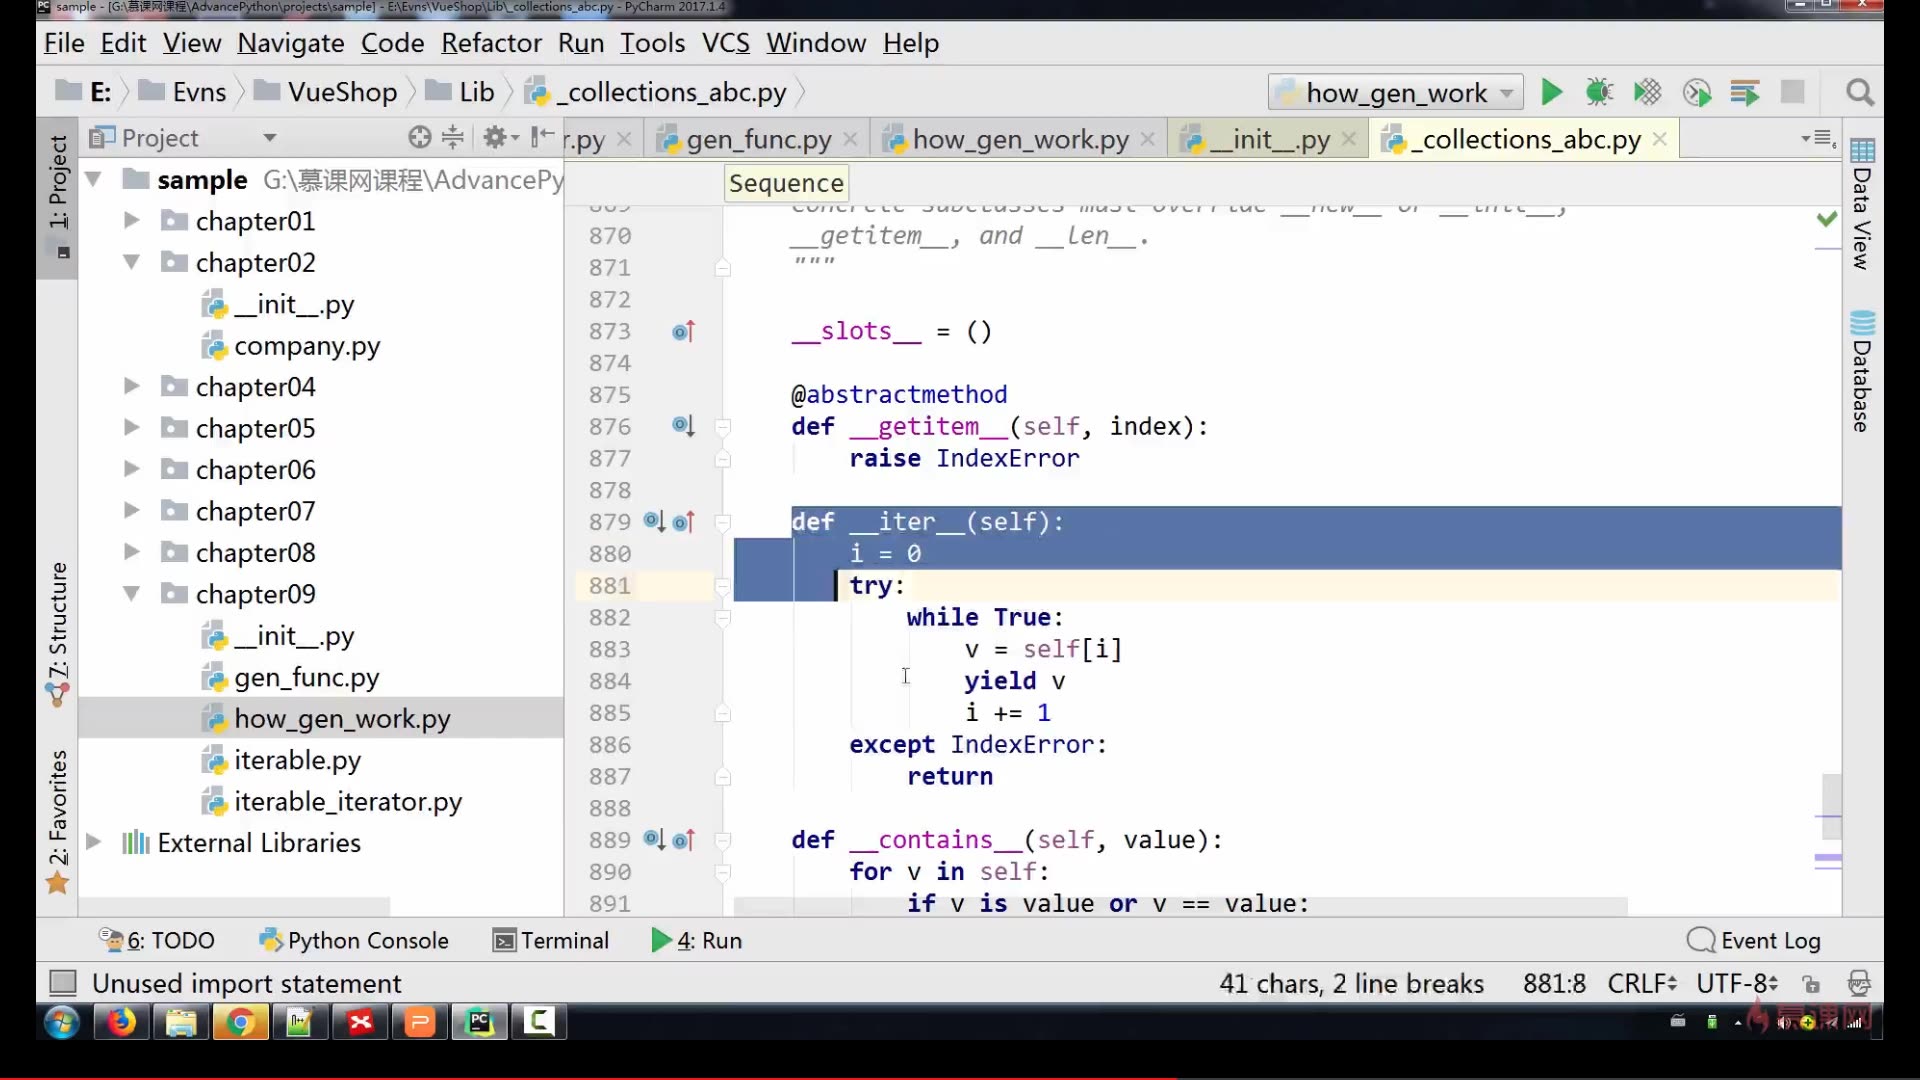 sample - [G:\慕课网课程\AdvancePython\projects\sample] - E:\Evns\VueShop\Lib\_collections_abc.py - PyCharm 2017.1.4
File Edit View Navigate Code Refactor Run Tools VCS Window Help
E: Evns VueShop Lib _collections_abc.py
how_gen_work
Project
r.py gen_func.py how_gen_work.py __init__.py _collections_abc.py
1: Project
7: Structure
2: Favorites
sample G:\慕课网课程\AdvancePy
chapter01
chapter02
__init__.py
company.py
chapter04
chapter05
chapter06
chapter07
chapter08
chapter09
__init__.py
gen_func.py
how_gen_work.py
iterable.py
iterable_iterator.py
External Libraries
Sequence
869 Concrete subclasses must override __new__ or __init__,
870 __getitem__, and __len__.
871 """
872
873 __slots__ = ()
874
875 @abstractmethod
876 def __getitem__(self, index):
877 raise IndexError
878
879 def __iter__(self):
880 i = 0
881 try:
882 while True:
883 v = self[i]
884 yield v
885 i += 1
886 except IndexError:
887 return
888
889 def __contains__(self, value):
890 for v in self:
891 if v is value or v == value:
Data View
Database
6: TODO Python Console Terminal 4: Run Event Log
Unused import statement 41 chars, 2 line breaks 881:8 CRLF UTF-8
慕课网